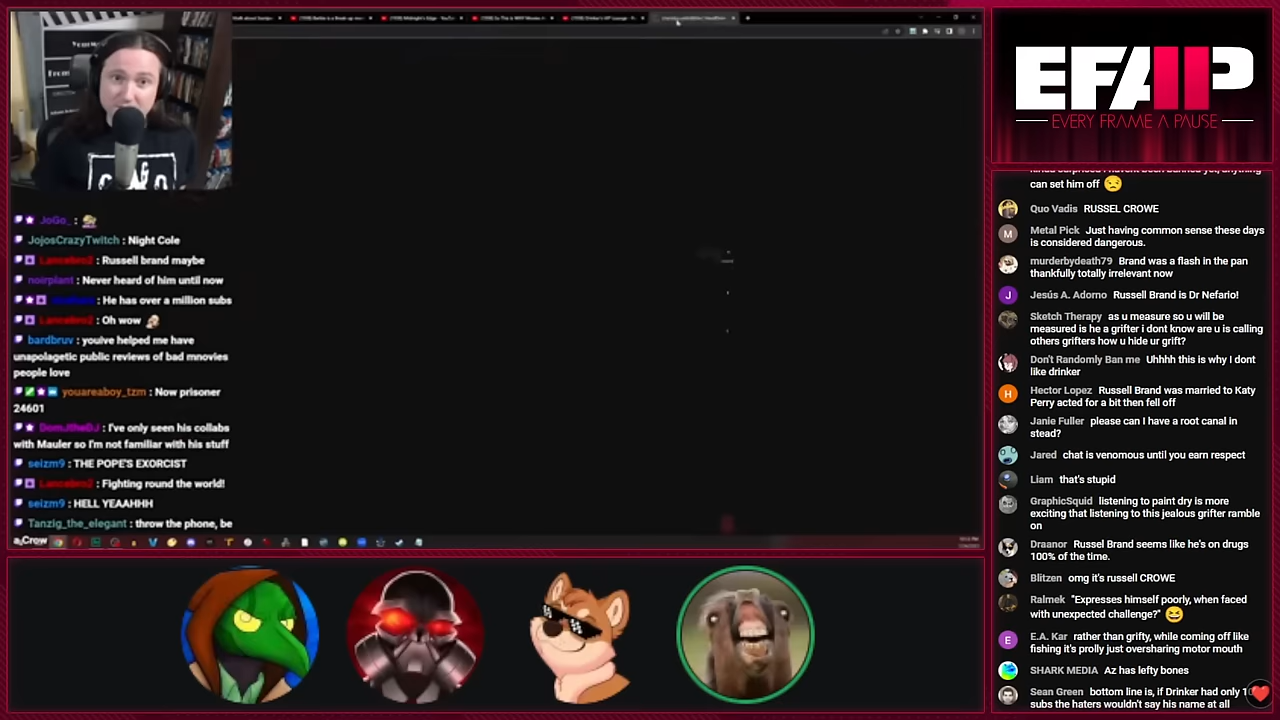 EFAP
EVERY FRAME A PAUSE
JoGo_ :
JojosCrazyTwitch : Night Cole
Lancebro2 : Russell brand maybe
noirplant : Never heard of him until now
: He has over a million subs
Lancebro2 : Oh wow
bardbruv : youive helped me have
unapolagetic public reviews of bad mnovies
people love
youareaboy_tzm : Now prisoner
24601
DomJtheDJ : I've only seen his collabs
with Mauler so I'm not familiar with his stuff
seizm9 : THE POPE'S EXORCIST
Lancebro2 : Fighting round the world!
seizm9 : HELL YEAAHHH
Tanzig_the_elegant : throw the phone, be
a, Crow
can set him off
Quo Vadis RUSSEL CROWE
Metal Pick Just having common sense these days
is considered dangerous.
murderbydeath79 Brand was a flash in the pan
thankfully totally irrelevant now
Jesús A. Adorno Russell Brand is Dr Nefario!
Sketch Therapy as u measure so u will be
measured is he a grifter i dont know are u is calling
others grifters how u hide ur grift?
Don't Randomly Ban me Uhhhh this is why I dont
like drinker
Hector Lopez Russell Brand was married to Katy
Perry acted for a bit then fell off
Janie Fuller please can I have a root canal in
stead?
Jared chat is venomous until you earn respect
Liam that's stupid
GraphicSquid listening to paint dry is more
exciting that listening to this jealous grifter ramble
on
Draanor Russel Brand seems like he's on drugs
100% of the time.
Blitzen omg it's russell CROWE
Ralmek "Expresses himself poorly, when faced
with unexpected challenge?"
E.A. Kar rather than grifty, while coming off like
fishing it's prolly just oversharing motor mouth
SHARK MEDIA Az has lefty bones
Sean Green bottom line is, if Drinker had only
subs the haters wouldn't say his name at all